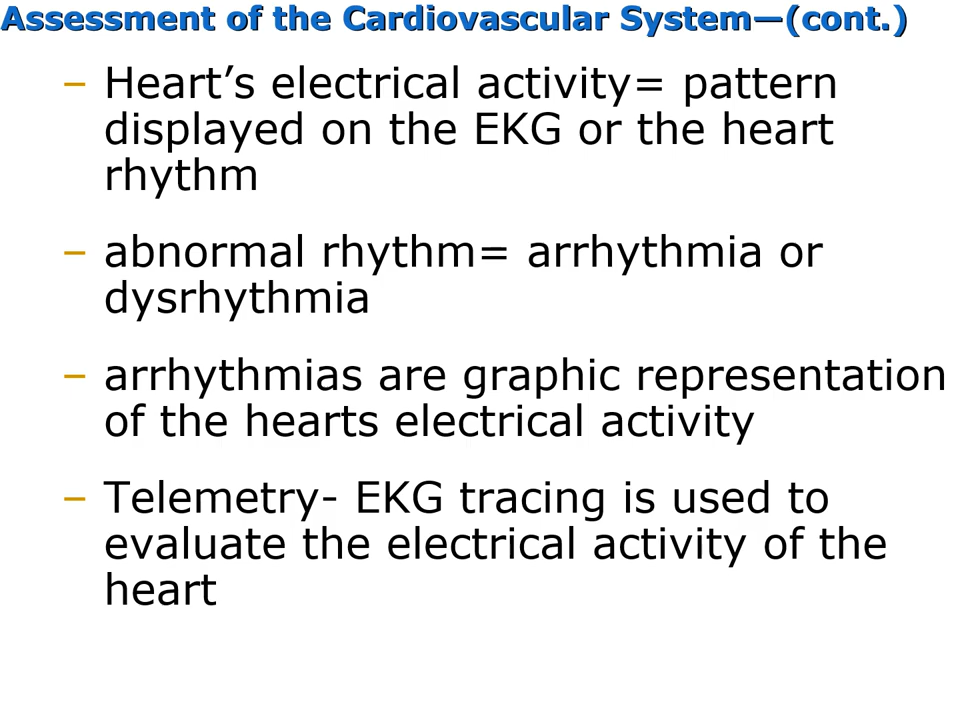 Assessment of the Cardiovascular System—(cont.)
– Heart’s electrical activity= pattern
displayed on the EKG or the heart
rhythm
– abnormal rhythm= arrhythmia or
dysrhythmia
– arrhythmias are graphic representation
of the hearts electrical activity
– Telemetry- EKG tracing is used to
evaluate the electrical activity of the
heart